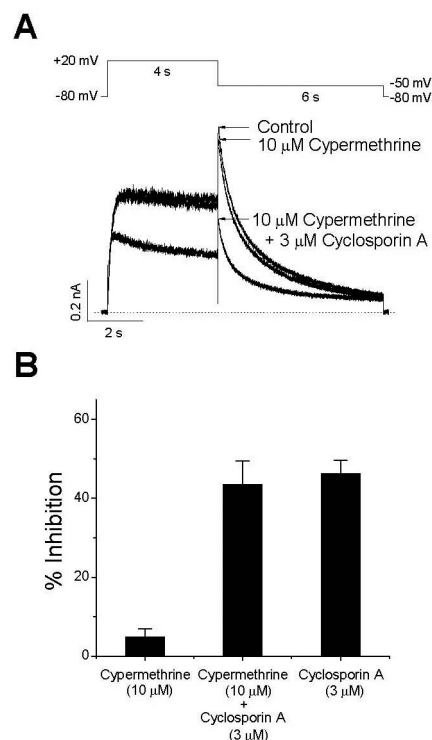 A
+20 mV
4 s
-80 mV
6 s
-50 mV
-80 mV
Control
10 µM Cypermethrine
10 µM Cypermethrine
+ 3 µM Cyclosporin A
0.2 nA
2 s
B
% Inhibition
60
40
20
0
Cypermethrine
(10 µM)
Cypermethrine
(10 µM)
+
Cyclosporin A
(3 µM)
Cyclosporin A
(3 µM)